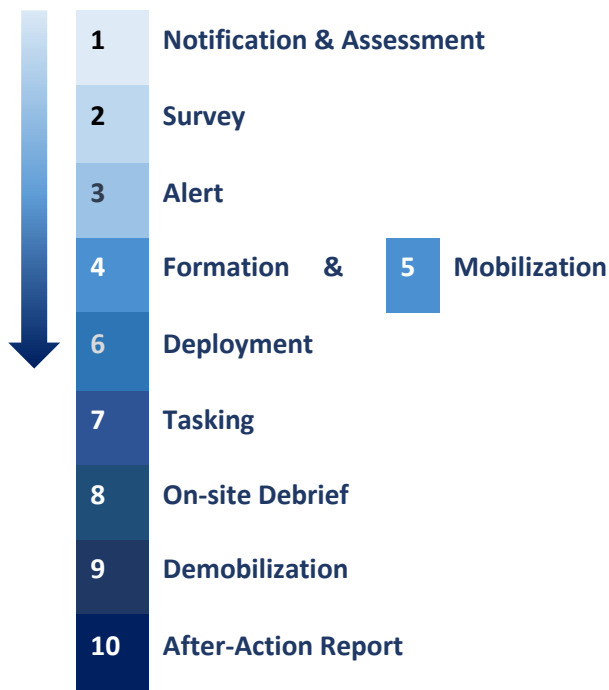 1 Notification & Assessment
2 Survey
3 Alert
4 Formation & 5 Mobilization
6 Deployment
7 Tasking
8 On-site Debrief
9 Demobilization
10 After-Action Report